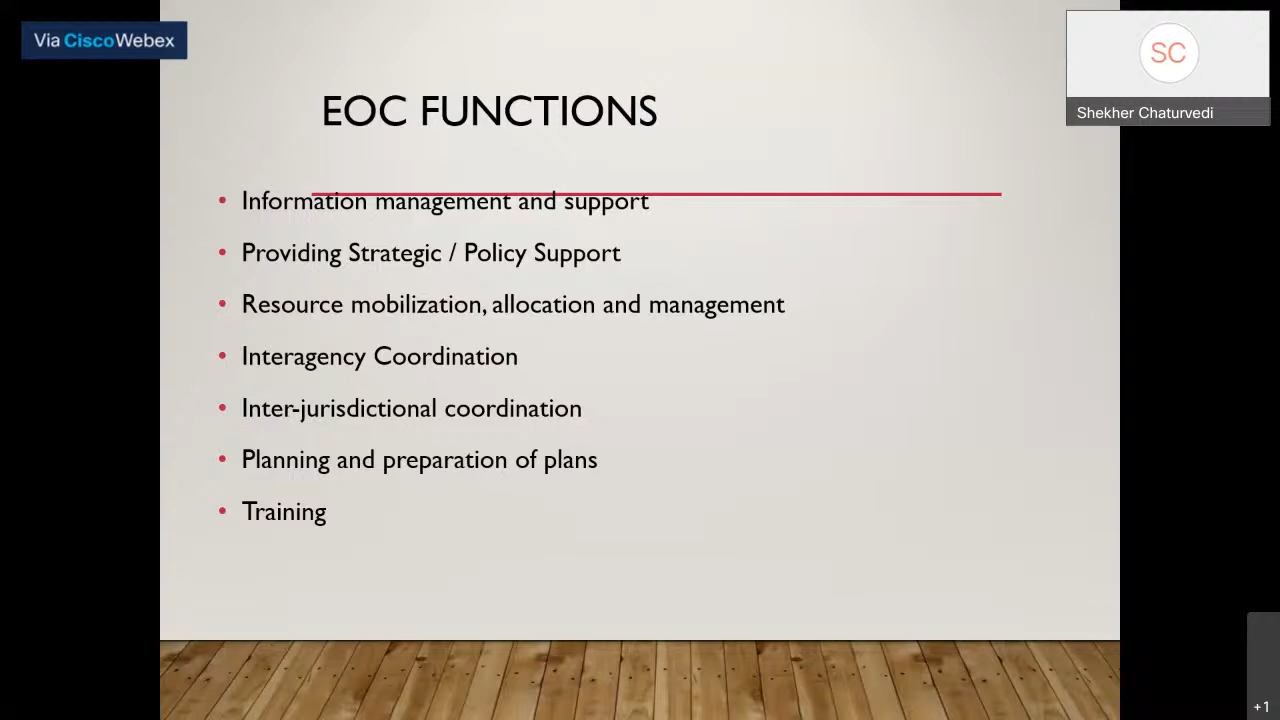 Via CiscoWebex
SC
Shekher Chaturvedi
EOC FUNCTIONS
• Information management and support
• Providing Strategic / Policy Support
• Resource mobilization, allocation and management
• Interagency Coordination
• Inter-jurisdictional coordination
• Planning and preparation of plans
• Training
+1